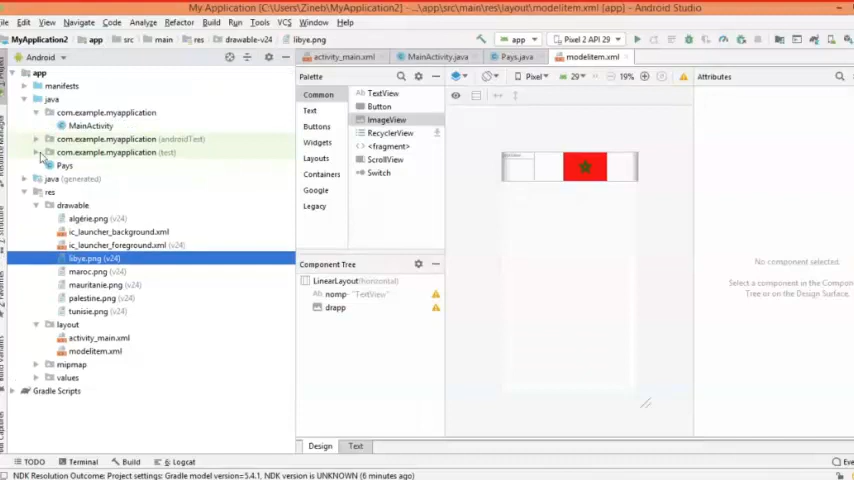 My Application [C:\Users\Zineb\MyApplication2] - ...\app\src\main\res\layout\modelitem.xml [app] - Android Studio
File Edit View Navigate Code Analyze Refactor Build Run Tools VCS Window Help
MyApplication2 app src main res drawable-v24 libye.png app Pixel 2 API 29
Android activity_main.xml MainActivity.java Pays.java modelitem.xml
app
manifests
java
com.example.myapplication
MainActivity
com.example.myapplication (androidTest)
com.example.myapplication (test)
Pays
java (generated)
res
drawable
algérie.png (v24)
ic_launcher_background.xml
ic_launcher_foreground.xml (v24)
libye.png (v24)
maroc.png (v24)
mauritanie.png (v24)
palestine.png (v24)
tunisie.png (v24)
layout
activity_main.xml
modelitem.xml
mipmap
values
Gradle Scripts
Palette
Common
Text
Buttons
Widgets
Layouts
Containers
Google
Legacy
TextView
Button
ImageView
RecyclerView
<fragment>
ScrollView
Switch
Component Tree
LinearLayout(horizontal)
nomp- "TextView"
drapp
Pixel 29 19%
Attributes
No component selected.
Select a component in the Compon
Tree or on the Design Surface.
Design Text
TODO Terminal Build 6: Logcat Eve
NDK Resolution Outcome: Project settings: Gradle model version=5.4.1, NDK version is UNKNOWN (6 minutes ago)